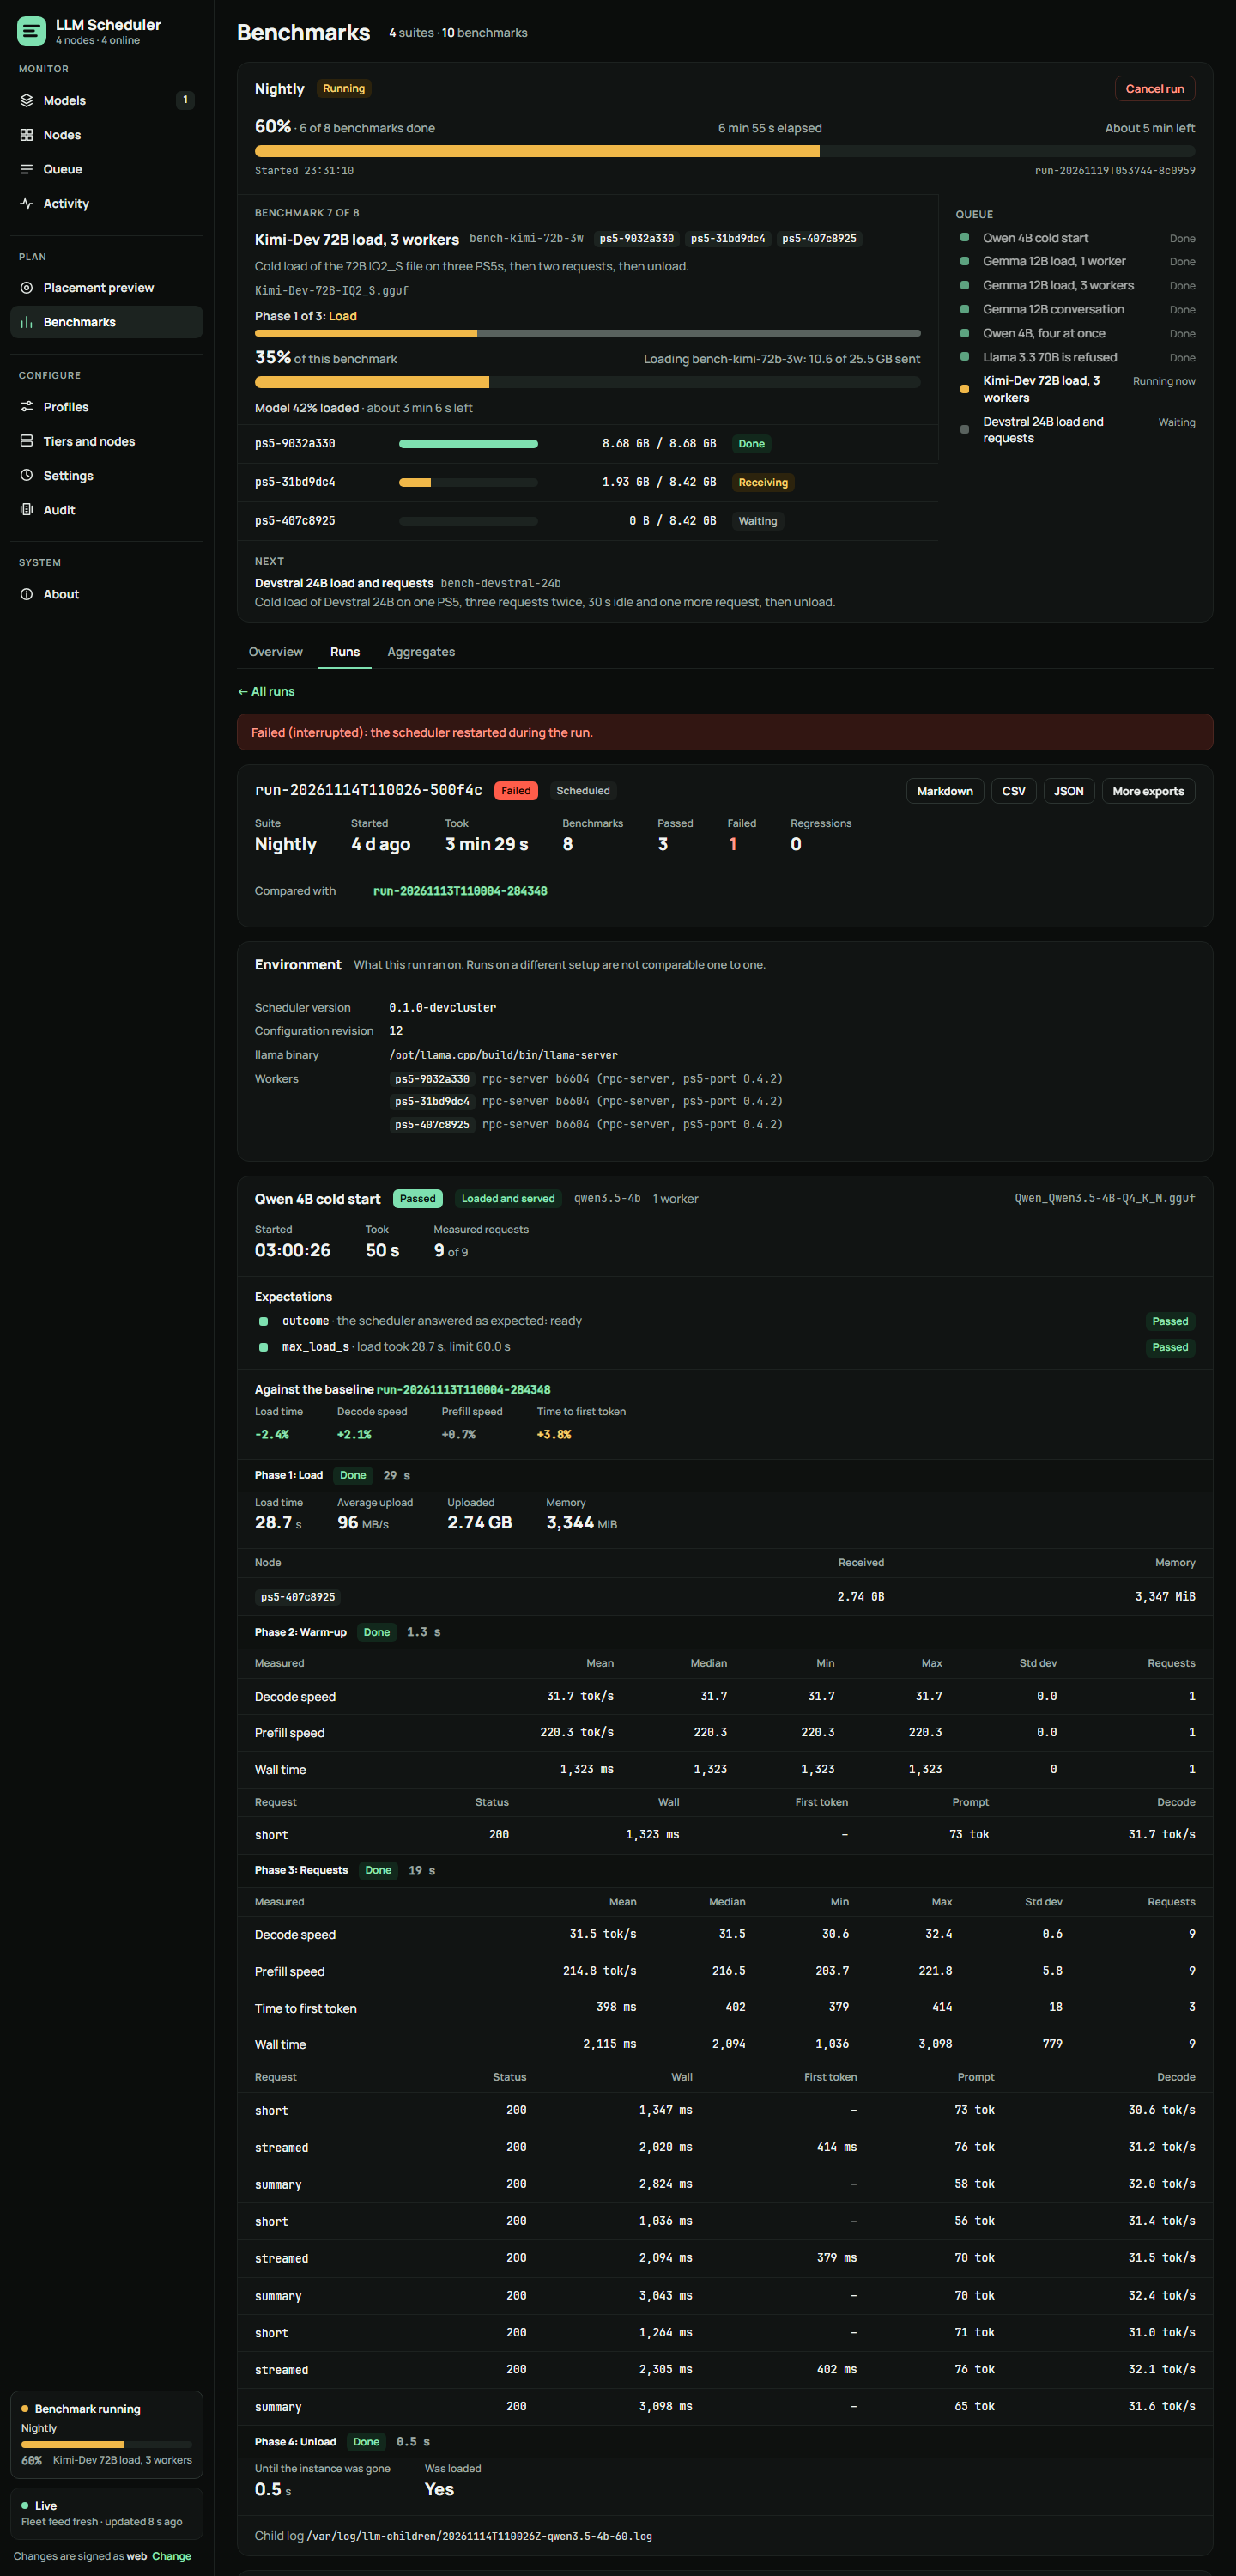 LLM Scheduler
4 nodes · 4 online
MONITOR
Models 1
Nodes
Queue
Activity
PLAN
Placement preview
Benchmarks
CONFIGURE
Profiles
Tiers and nodes
Settings
Audit
SYSTEM
About
Benchmark running
Nightly
60% Kimi-Dev 72B load, 3 workers
Live
Fleet feed fresh · updated 8 s ago
Changes are signed as web Change
Benchmarks 4 suites · 10 benchmarks
Nightly Running Cancel run
60% · 6 of 8 benchmarks done 6 min 55 s elapsed About 5 min left
Started 23:31:10 run-20261119T053744-8c0959
BENCHMARK 7 OF 8
Kimi-Dev 72B load, 3 workers bench-kimi-72b-3w ps5-9032a330 ps5-31bd9dc4 ps5-407c8925
Cold load of the 72B IQ2_S file on three PS5s, then two requests, then unload.
Kimi-Dev-72B-IQ2_S.gguf
Phase 1 of 3: Load
35% of this benchmark Loading bench-kimi-72b-3w: 10.6 of 25.5 GB sent
Model 42% loaded · about 3 min 6 s left
ps5-9032a330 8.68 GB / 8.68 GB Done
ps5-31bd9dc4 1.93 GB / 8.42 GB Receiving
ps5-407c8925 0 B / 8.42 GB Waiting
NEXT
Devstral 24B load and requests bench-devstral-24b
Cold load of Devstral 24B on one PS5, three requests twice, 30 s idle and one more request, then unload.
QUEUE
Qwen 4B cold start Done
Gemma 12B load, 1 worker Done
Gemma 12B load, 3 workers Done
Gemma 12B conversation Done
Qwen 4B, four at once Done
Llama 3.3 70B is refused Done
Kimi-Dev 72B load, 3 Running now
workers
Devstral 24B load and Waiting
requests
Overview Runs Aggregates
← All runs
Failed (interrupted): the scheduler restarted during the run.
run-20261114T110026-500f4c Failed Scheduled Markdown CSV JSON More exports
Suite Started Took Benchmarks Passed Failed Regressions
Nightly 4 d ago 3 min 29 s 8 3 1 0
Compared with run-20261113T110004-284348
Environment What this run ran on. Runs on a different setup are not comparable one to one.
Scheduler version 0.1.0-devcluster
Configuration revision 12
llama binary /opt/llama.cpp/build/bin/llama-server
Workers ps5-9032a330 rpc-server b6604 (rpc-server, ps5-port 0.4.2)
ps5-31bd9dc4 rpc-server b6604 (rpc-server, ps5-port 0.4.2)
ps5-407c8925 rpc-server b6604 (rpc-server, ps5-port 0.4.2)
Qwen 4B cold start Passed Loaded and served qwen3.5-4b 1 worker Qwen_Qwen3.5-4B-Q4_K_M.gguf
Started Took Measured requests
03:00:26 50 s 9 of 9
Expectations
outcome · the scheduler answered as expected: ready Passed
max_load_s · load took 28.7 s, limit 60.0 s Passed
Against the baseline run-20261113T110004-284348
Load time Decode speed Prefill speed Time to first token
-2.4% +2.1% +0.7% +3.8%
Phase 1: Load Done 29 s
Load time Average upload Uploaded Memory
28.7 s 96 MB/s 2.74 GB 3,344 MiB
Node Received Memory
ps5-407c8925 2.74 GB 3,347 MiB
Phase 2: Warm-up Done 1.3 s
Measured Mean Median Min Max Std dev Requests
Decode speed 31.7 tok/s 31.7 31.7 31.7 0.0 1
Prefill speed 220.3 tok/s 220.3 220.3 220.3 0.0 1
Wall time 1,323 ms 1,323 1,323 1,323 0 1
Request Status Wall First token Prompt Decode
short 200 1,323 ms – 73 tok 31.7 tok/s
Phase 3: Requests Done 19 s
Measured Mean Median Min Max Std dev Requests
Decode speed 31.5 tok/s 31.5 30.6 32.4 0.6 9
Prefill speed 214.8 tok/s 216.5 203.7 221.8 5.8 9
Time to first token 398 ms 402 379 414 18 3
Wall time 2,115 ms 2,094 1,036 3,098 779 9
Request Status Wall First token Prompt Decode
short 200 1,347 ms – 73 tok 30.6 tok/s
streamed 200 2,020 ms 414 ms 76 tok 31.2 tok/s
summary 200 2,824 ms – 58 tok 32.0 tok/s
short 200 1,036 ms – 56 tok 31.4 tok/s
streamed 200 2,094 ms 379 ms 70 tok 31.5 tok/s
summary 200 3,043 ms – 70 tok 32.4 tok/s
short 200 1,264 ms – 71 tok 31.0 tok/s
streamed 200 2,305 ms 402 ms 76 tok 32.1 tok/s
summary 200 3,098 ms – 65 tok 31.6 tok/s
Phase 4: Unload Done 0.5 s
Until the instance was gone Was loaded
0.5 s Yes
Child log /var/log/llm-children/20261114T110026Z-qwen3.5-4b-60.log